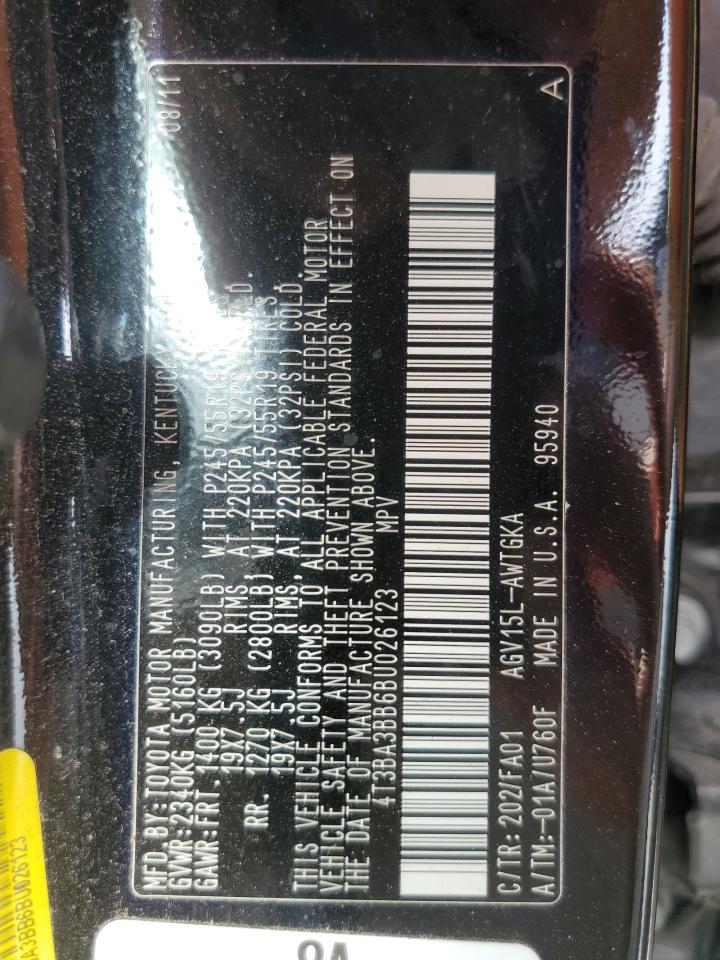 MFD.BY:TOYOTA MOTOR MANUFACTURING, KENTUCKY 08/11
GVWR:2340KG (5160LB)
GAWR:FRT. 1400 KG (3090LB) WITH P245/55R19
19X7.5J RIMS, AT 220KPA (32PSI
RR. 1270 KG (2800LB) WITH P245/55R19 TIRES,
19X7.5J RIMS, AT 220KPA (32PSI) COLD.
THIS VEHICLE CONFORMS TO ALL APPLICABLE FEDERAL MOTOR
VEHICLE SAFETY AND THEFT PREVENTION STANDARDS IN EFFECT ON
THE DATE OF MANUFACTURE SHOWN ABOVE.
4T3BA3BB6BU026123 MPV
C/TR:202/FA01 AGV15L-AWTGKA
A/TM:-01A/U760F MADE IN U.S.A. 95940 A
A3BB6BU026123